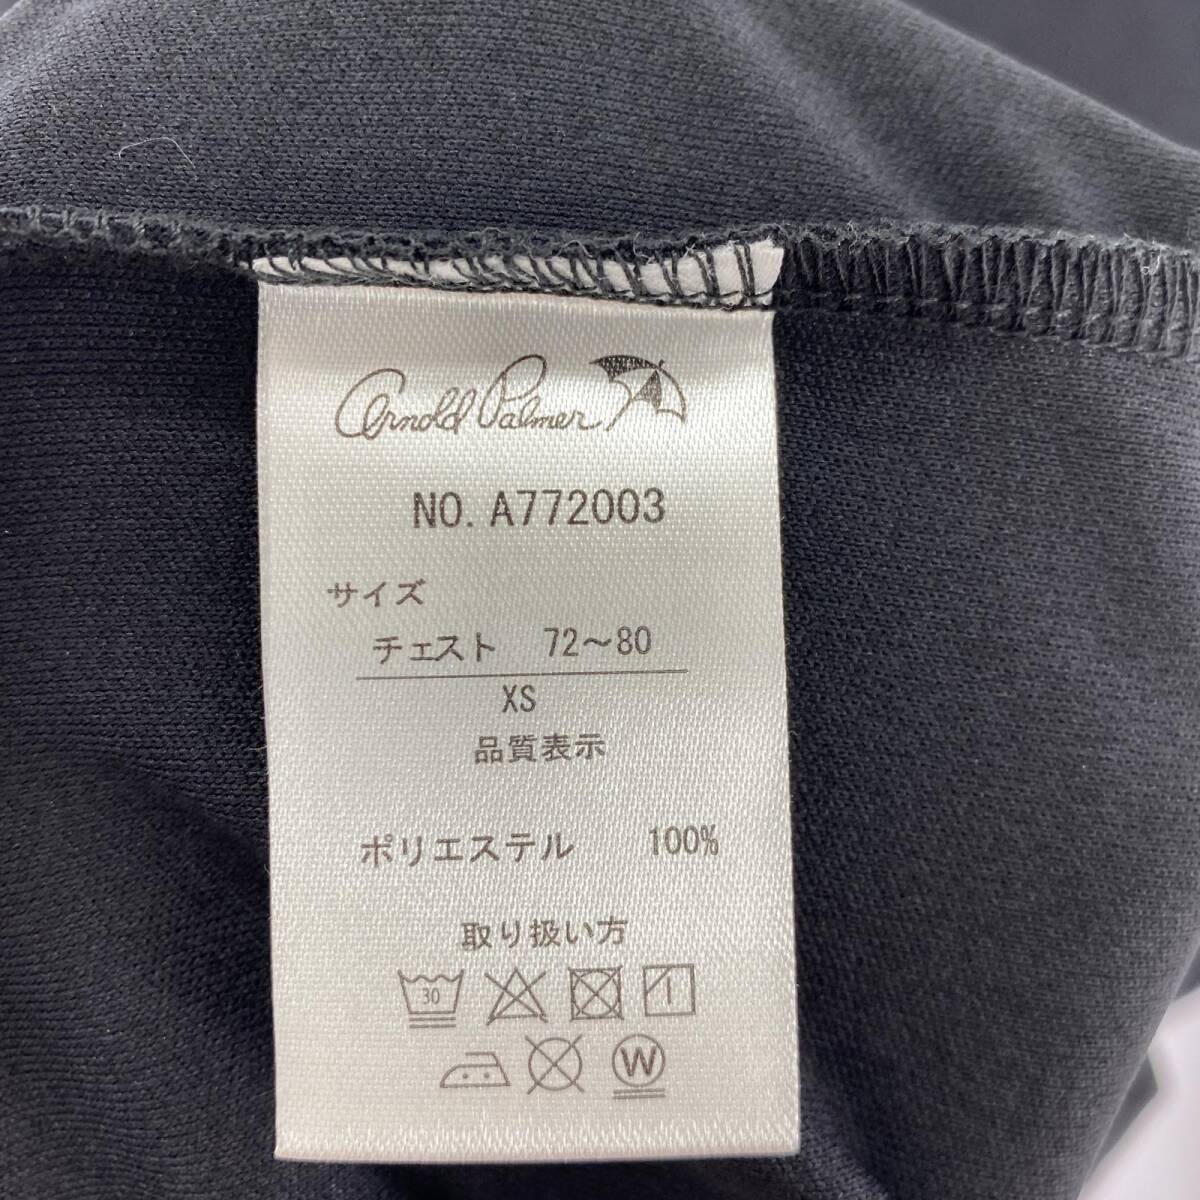 Arnold Palmer
NO. A772003
サイズ
チェスト 72～80
XS
品質表示
ポリエステル 100%
取り扱い方
30
W